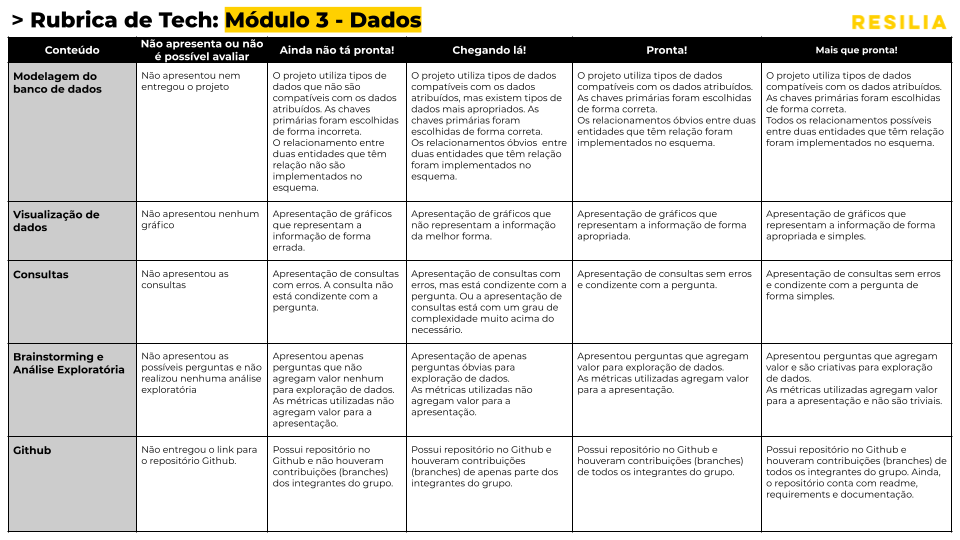 > Rubrica de Tech: Módulo 3 - Dados
RESILIA
Conteúdo
Não apresenta ou não
é possível avaliar
Ainda não tá pronta!
Chegando lá!
Pronta!
Mais que pronta!
Modelagem do
banco de dados
Não apresentou nem
entregou o projeto
O projeto utiliza tipos de
dados que não são
compatíveis com os dados
atribuídos. As chaves
primárias foram escolhidas
de forma incorreta.
O relacionamento entre
duas entidades que têm
relação não são
implementados no
esquema.
O projeto utiliza tipos de dados
compatíveis com os dados
atribuídos, mas existem tipos de
dados mais apropriados. As
chaves primárias foram
escolhidas de forma correta.
Os relacionamentos óbvios entre
duas entidades que têm relação
foram implementados no
esquema.
O projeto utiliza tipos de dados
compatíveis com os dados atribuídos.
As chaves primárias foram escolhidas
de forma correta.
Os relacionamentos óbvios entre duas
entidades que têm relação foram
implementados no esquema.
O projeto utiliza tipos de dados
compatíveis com os dados atribuídos.
As chaves primárias foram escolhidas
de forma correta.
Todos os relacionamentos possíveis
entre duas entidades que têm relação
foram implementados no esquema.
Visualização de
dados
Não apresentou nenhum
gráfico
Apresentação de gráficos
que representam a
informação de forma
errada.
Apresentação de gráficos que
não representam a informação
da melhor forma.
Apresentação de gráficos que
representam a informação de forma
apropriada.
Apresentação de gráficos que
representam a informação de forma
apropriada e simples.
Consultas
Não apresentou as
consultas
Apresentação de consultas
com erros. A consulta não
está condizente com a
pergunta.
Apresentação de consultas com
erros, mas está condizente com a
pergunta. Ou a apresentação de
consultas está com um grau de
complexidade muito acima do
necessário.
Apresentação de consultas sem erros
e condizente com a pergunta.
Apresentação de consultas sem erros
e condizente com a pergunta de
forma simples.
Brainstorming e
Análise Exploratória
Não apresentou as
possíveis perguntas e não
realizou nenhuma análise
exploratória
Apresentou apenas
perguntas que não
agregam valor nenhum
para exploração de dados.
As métricas utilizadas não
agregam valor para a
apresentação.
Apresentação de apenas
perguntas óbvias para
exploração de dados.
As métricas utilizadas não
agregam valor para a
apresentação.
Apresentou perguntas que agregam
valor para exploração de dados.
As métricas utilizadas agregam valor
para a apresentação.
Apresentou perguntas que agregam
valor e são criativas para exploração
de dados.
As métricas utilizadas agregam valor
para a apresentação e não são triviais.
Github
Não entregou o link para
o repositório Github.
Possui repositório no
Github e não houveram
contribuições (branches)
dos integrantes do grupo.
Possui repositório no Github e
houveram contribuições
(branches) de apenas parte dos
integrantes do grupo.
Possui repositório no Github e
houveram contribuições (branches)
de todos os integrantes do grupo.
Possui repositório no Github e
houveram contribuições (branches) de
todos os integrantes do grupo. Ainda,
o repositório conta com readme,
requirements e documentação.